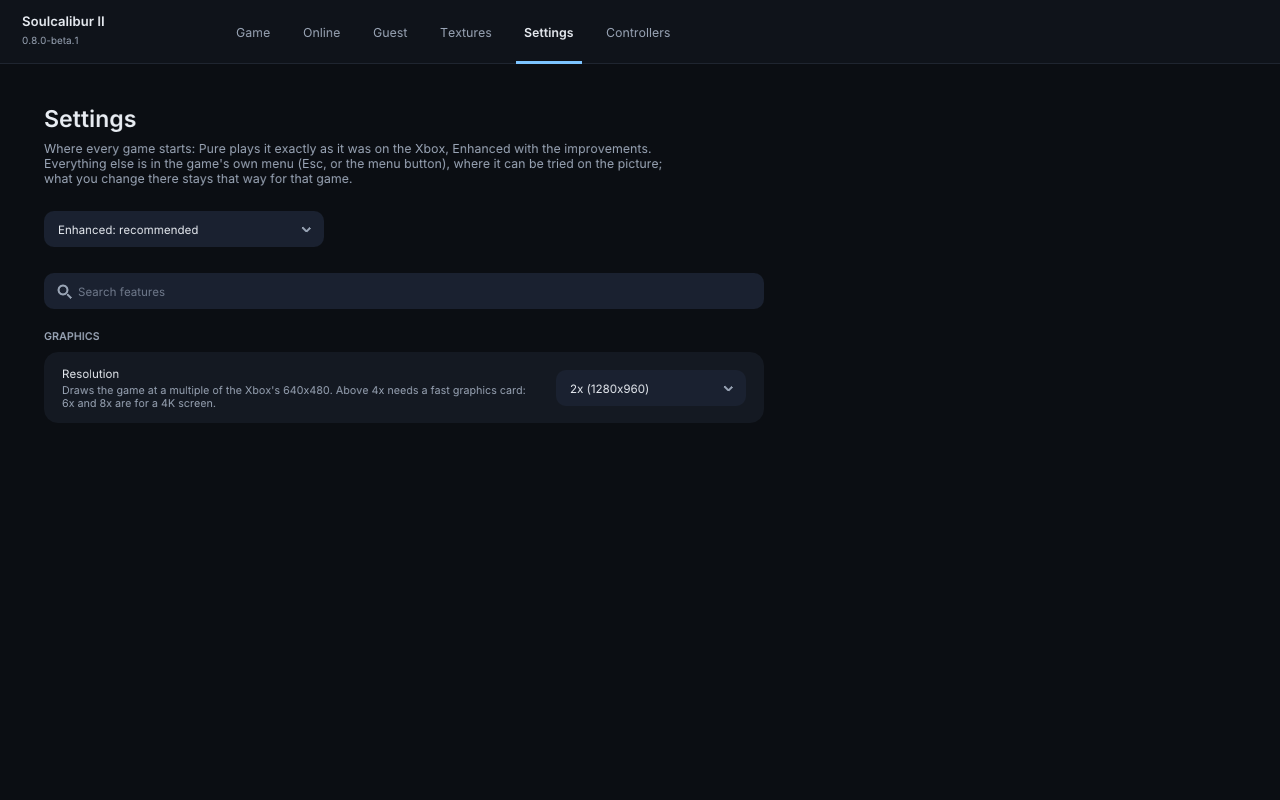 Soulcalibur II
0.8.0-beta.1
Game
Online
Guest
Textures
Settings
Controllers
Settings
Where every game starts: Pure plays it exactly as it was on the Xbox, Enhanced with the improvements.
Everything else is in the game's own menu (Esc, or the menu button), where it can be tried on the picture;
what you change there stays that way for that game.
Enhanced: recommended
Search features
GRAPHICS
Resolution
Draws the game at a multiple of the Xbox's 640x480. Above 4x needs a fast graphics card:
6x and 8x are for a 4K screen.
2x (1280x960)